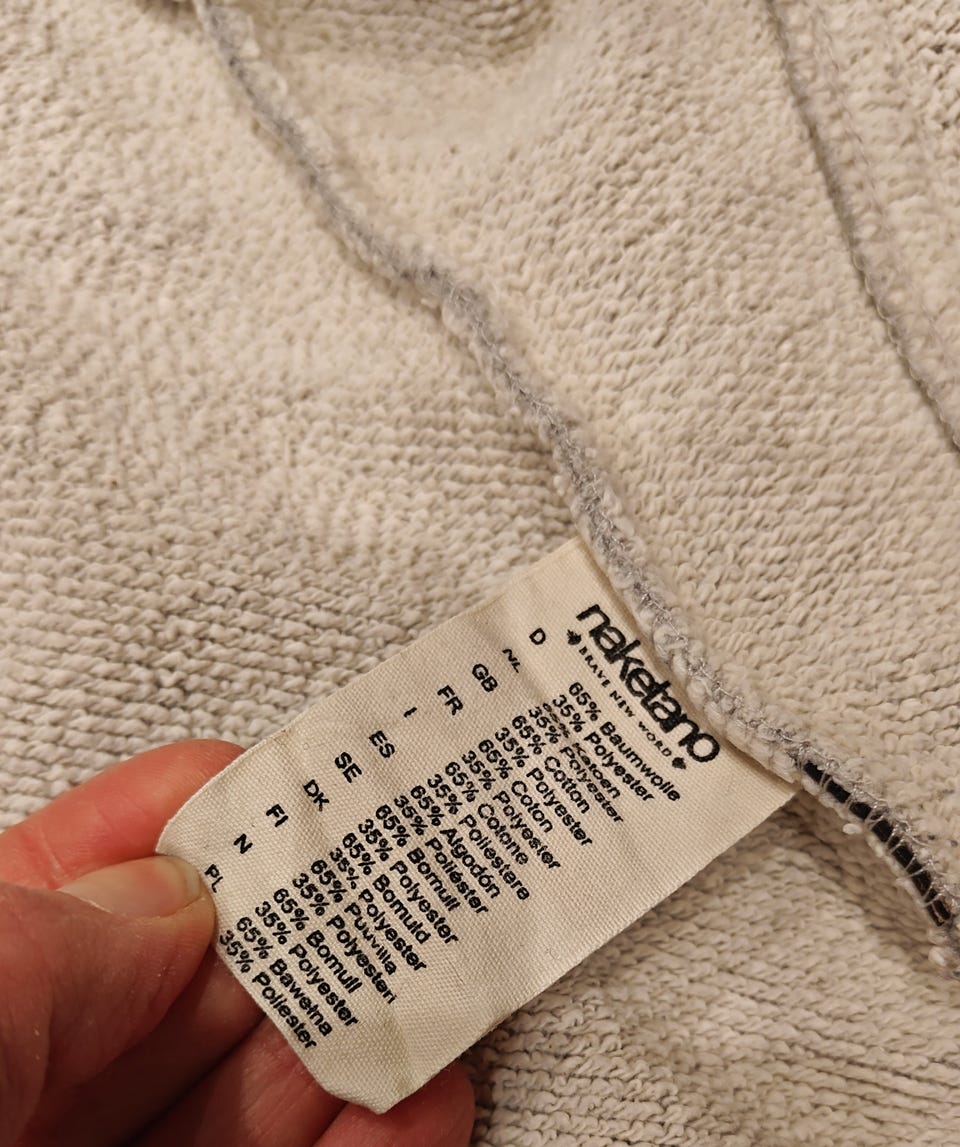 naketano
BRAVE NEW WORD
D 65% Baumwolle
35% Polyester
NL 65% Katoen
35% Polyester
GB 65% Cotton
35% Polyester
FR 65% Coton
35% Polyester
I 65% Cotone
35% Poliestere
ES 65% Algodón
35% Poliéster
SE 65% Bomull
35% Polyester
DK 65% Bomuld
35% Polyester
FI 65% Puuvilla
35% Polyesteri
N 65% Bomull
35% Polyester
PL 65% Bawełna
35% Poliester